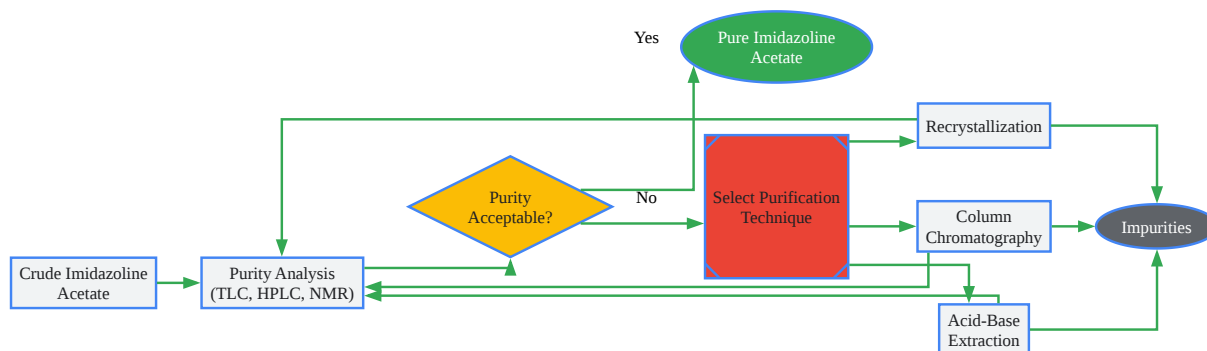 Yes
Pure Imidazoline
Acetate
Recrystallization
Purity
Acceptable?
No
Select Purification
Technique
Column
Chromatography
Impurities
Crude Imidazoline
Acetate
Purity Analysis
(TLC, HPLC, NMR)
Acid-Base
Extraction